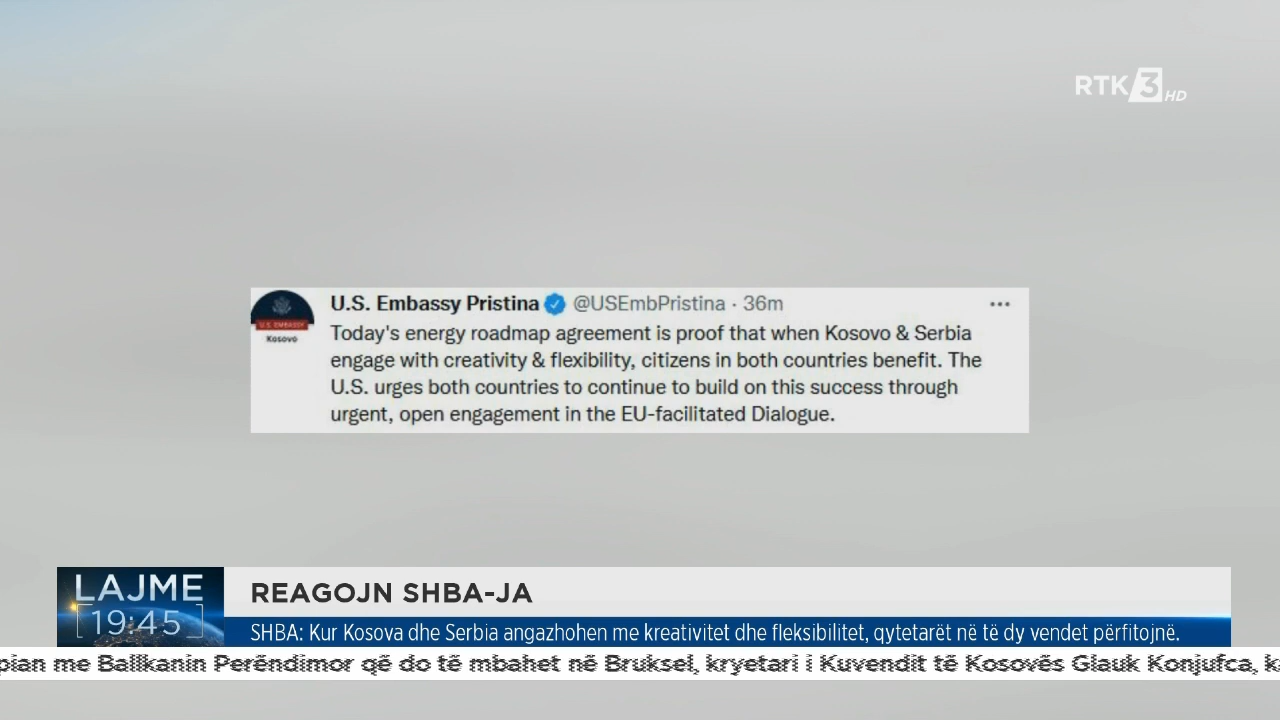 RTK 3 HD
U.S. Embassy Pristina @USEmbPristina · 36m
U.S. EMBASSY
Kosovo
Today's energy roadmap agreement is proof that when Kosovo & Serbia
engage with creativity & flexibility, citizens in both countries benefit. The
U.S. urges both countries to continue to build on this success through
urgent, open engagement in the EU-facilitated Dialogue.
LAJME
19:45
REAGOJN SHBA-JA
SHBA: Kur Kosova dhe Serbia angazhohen me kreativitet dhe fleksibilitet, qytetarët në të dy vendet përfitojnë.
pian me Ballkanin Perëndimor që do të mbahet në Bruksel, kryetari i Kuvendit të Kosovës Glauk Konjufca, k